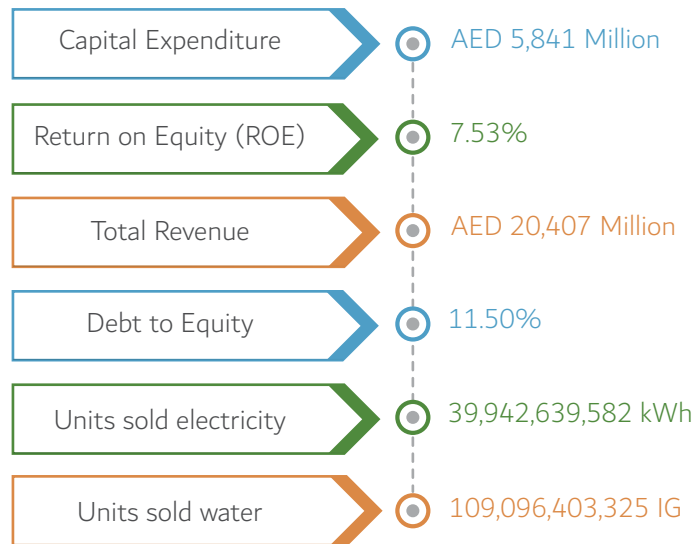 Capital Expenditure
AED 5,841 Million
Return on Equity (ROE)
7.53%
Total Revenue
AED 20,407 Million
Debt to Equity
11.50%
Units sold electricity
39,942,639,582 kWh
Units sold water
109,096,403,325 IG